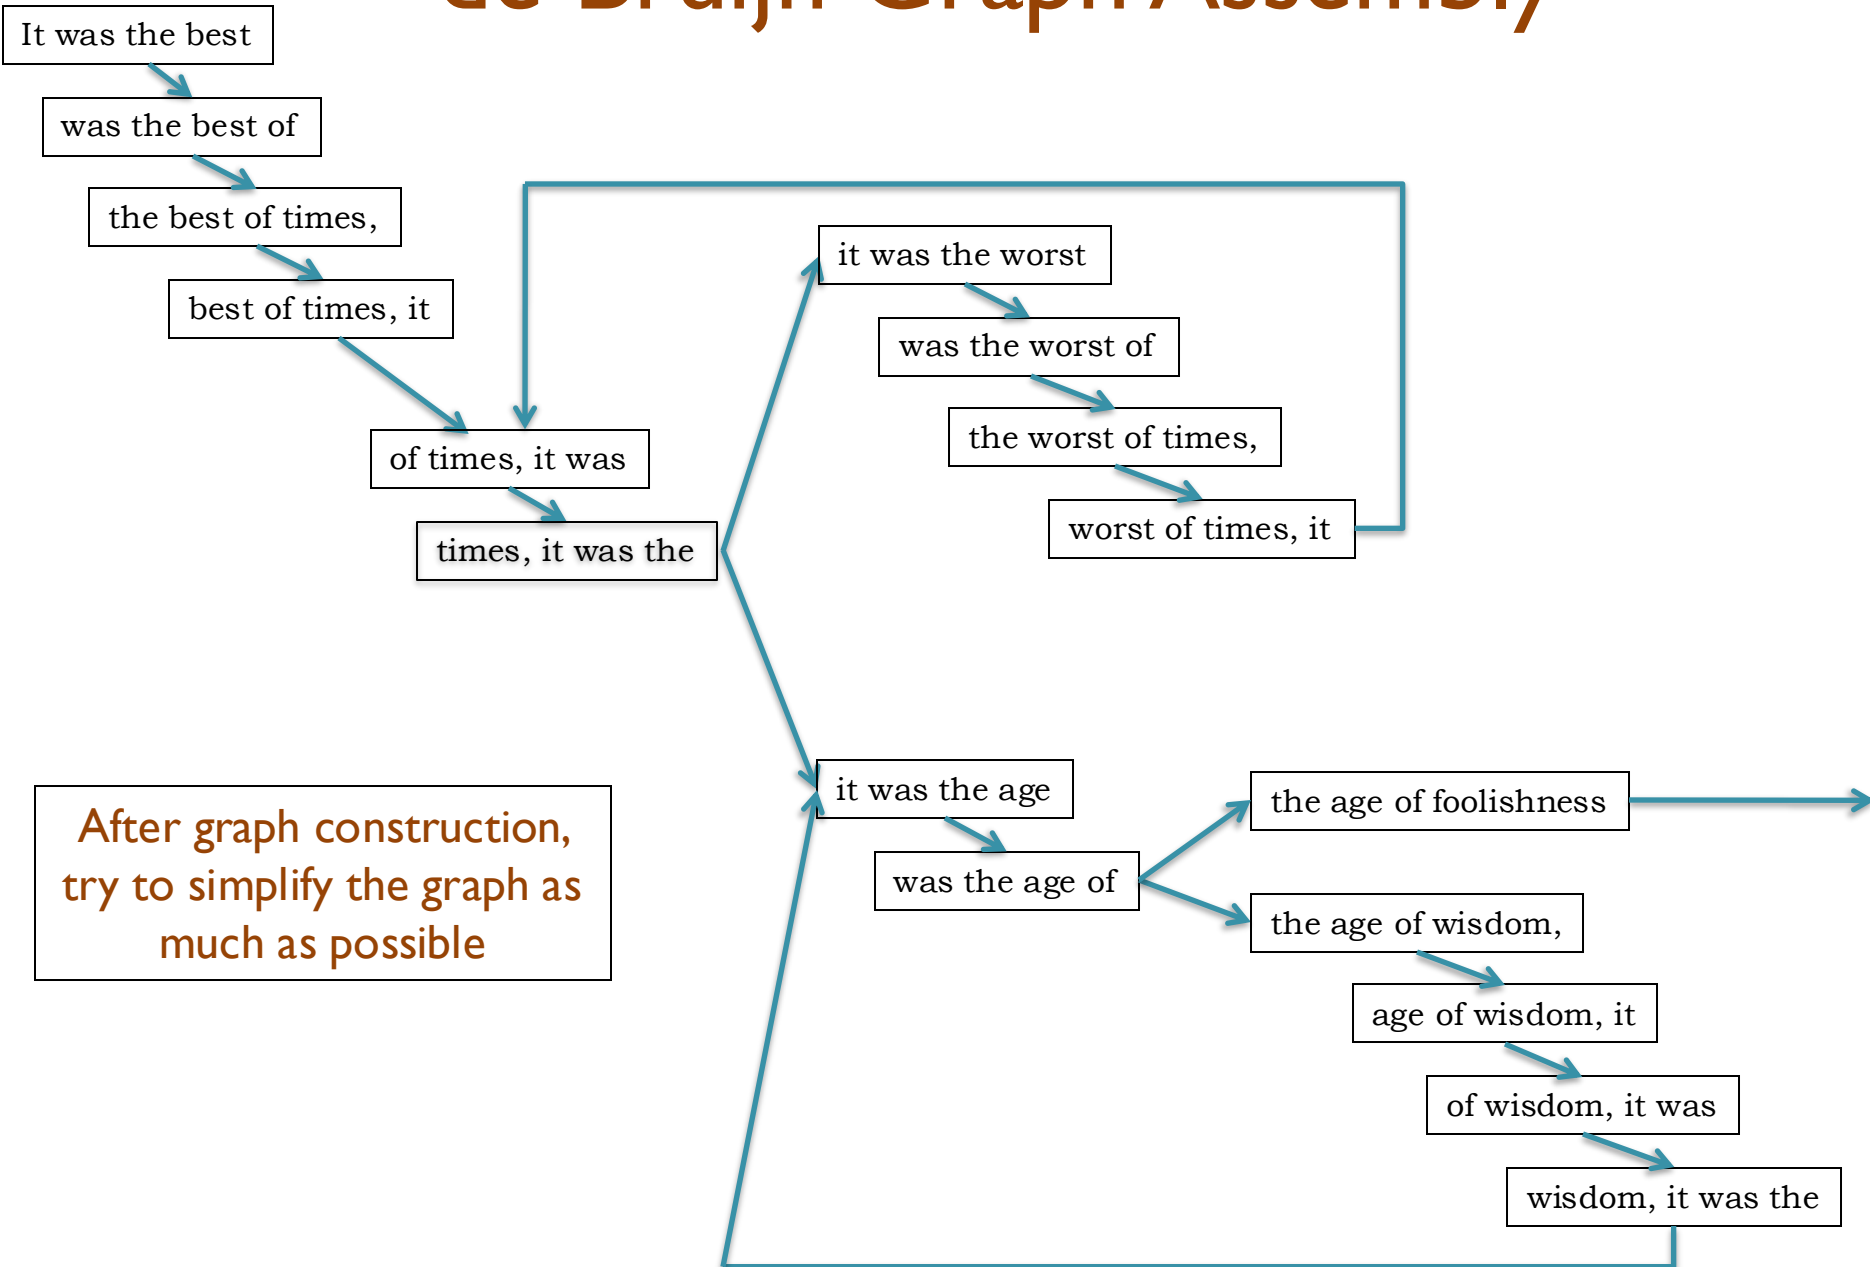 de Bruijn Graph Assembly
It was the best
was the best of
the best of times,
best of times, it
of times, it was
times, it was the
it was the worst
was the worst of
the worst of times,
worst of times, it
it was the age
was the age of
the age of foolishness
the age of wisdom,
age of wisdom, it
of wisdom, it was
wisdom, it was the
After graph construction,
try to simplify the graph as
much as possible